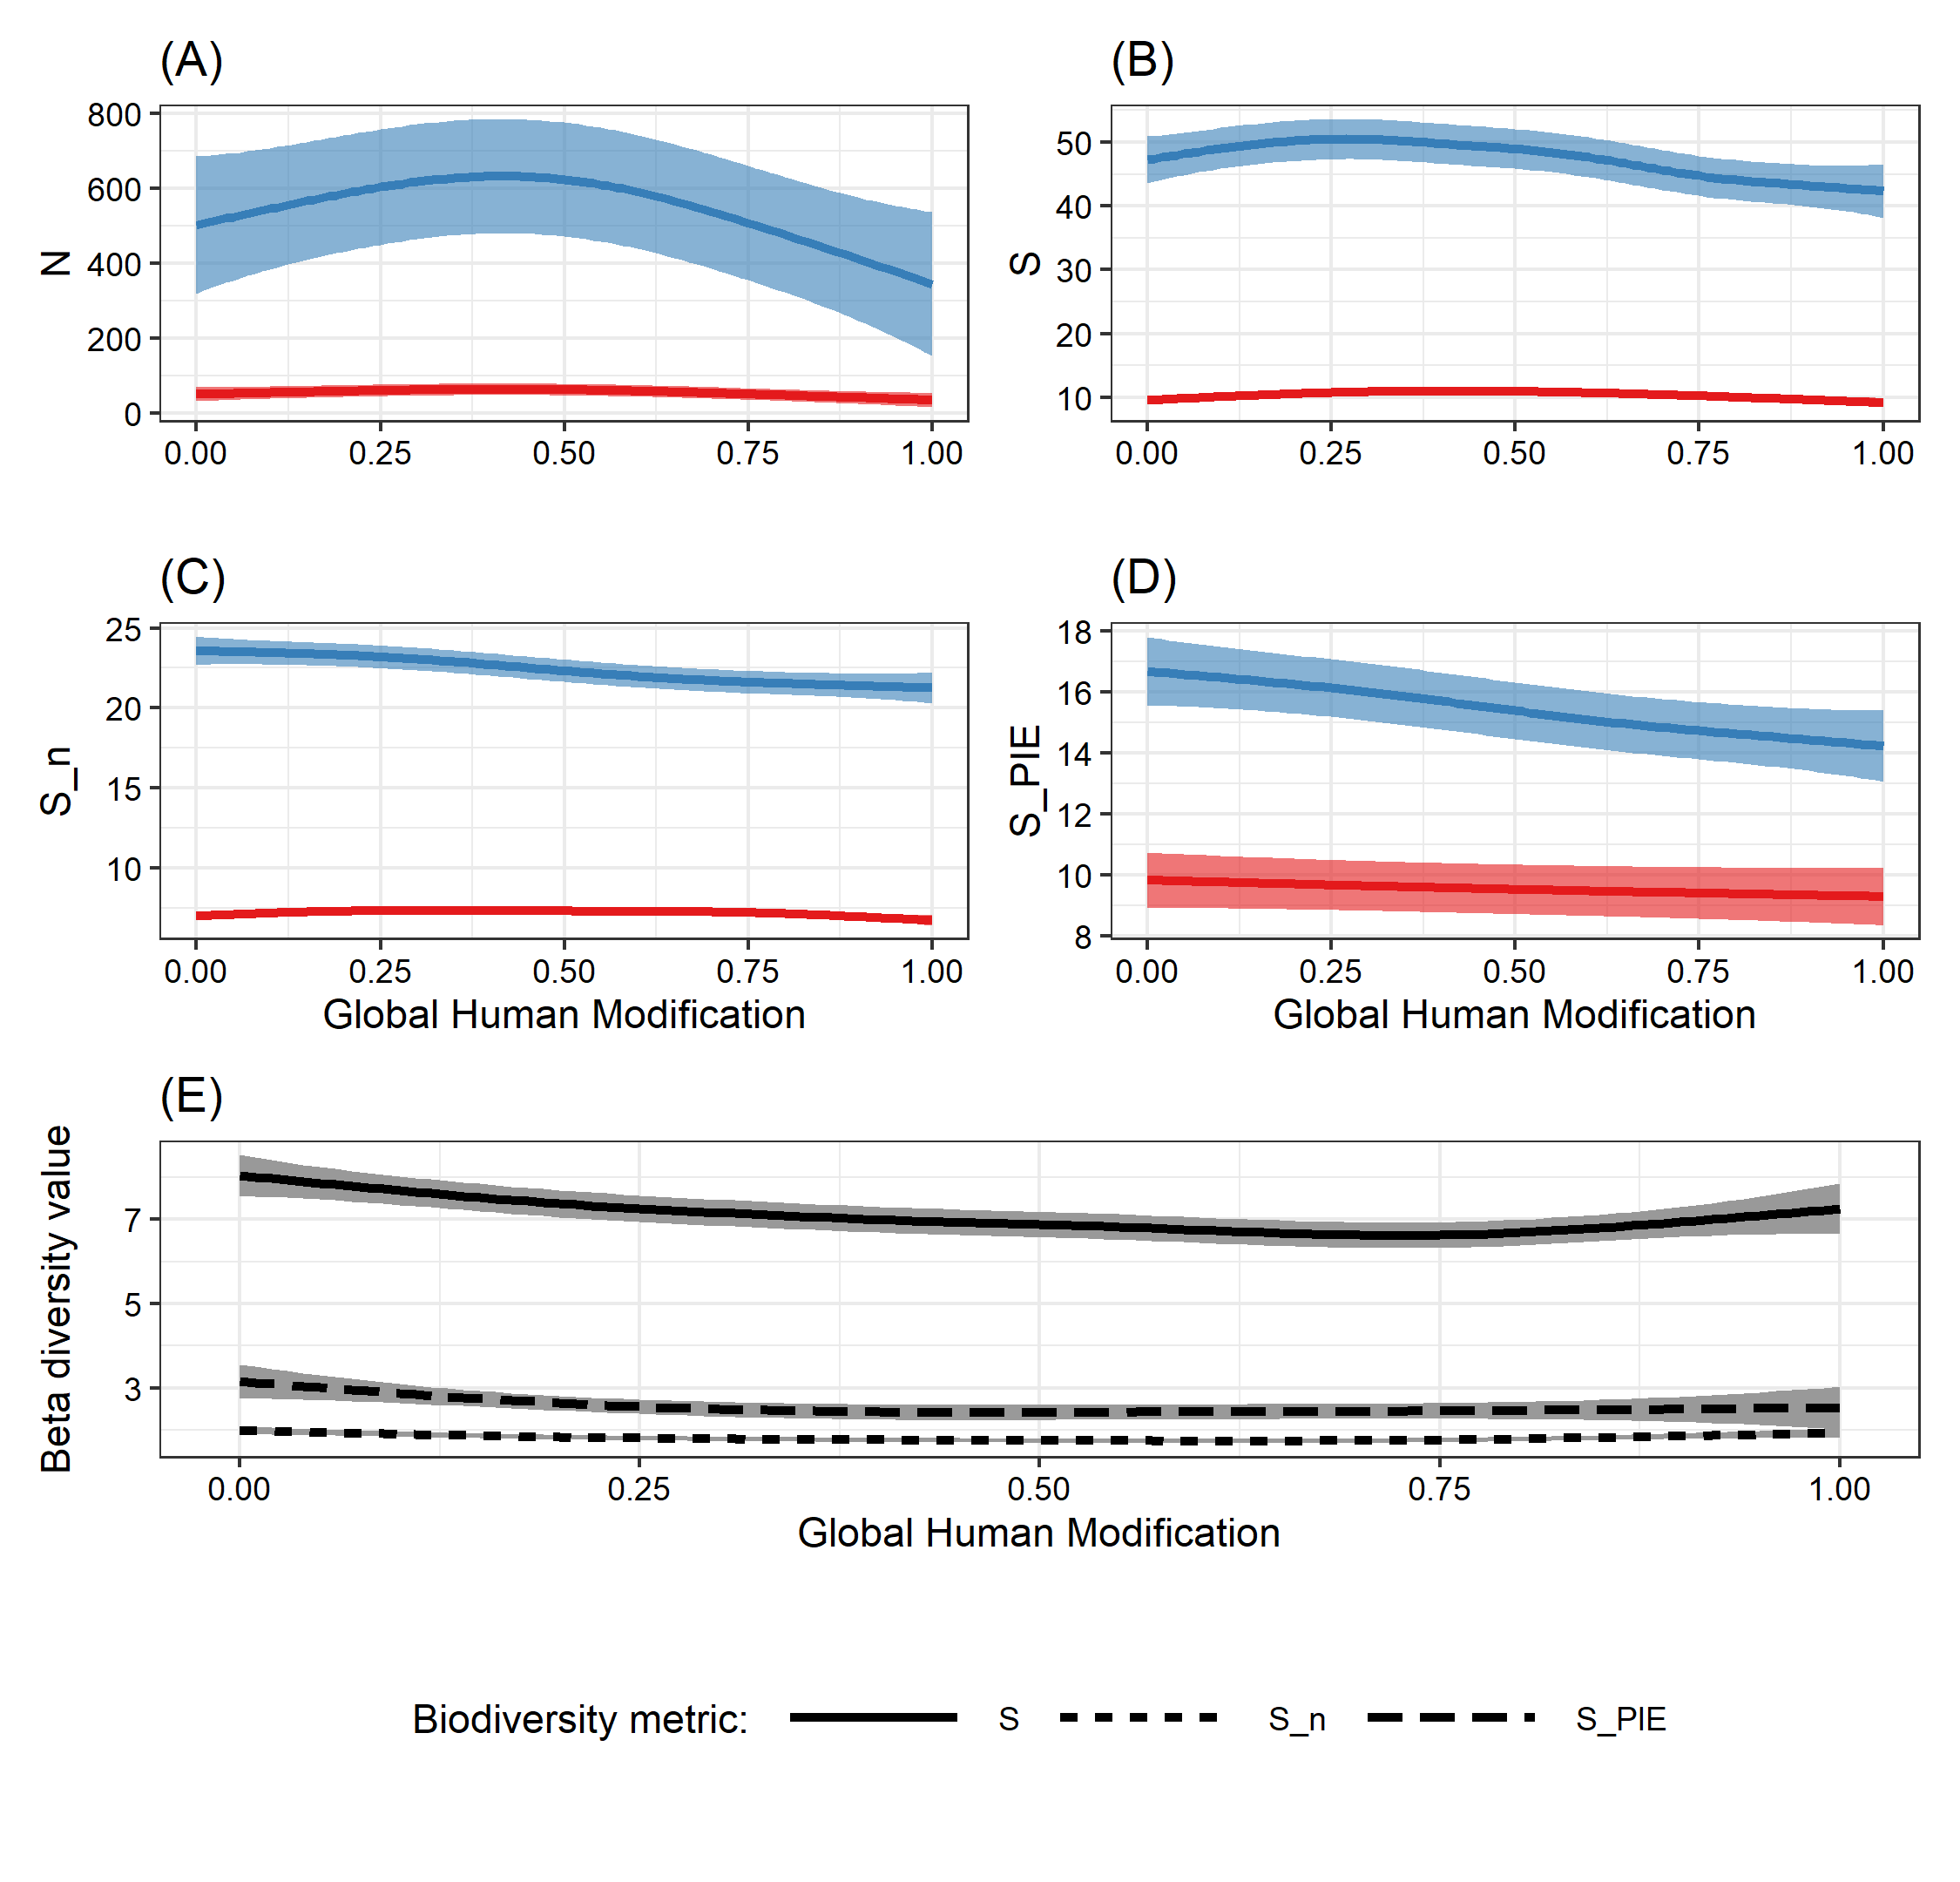 (A)
(B)
N
800
600
400
200
0
0.00 0.25 0.50 0.75 1.00
S
50
40
30
20
10
0.00 0.25 0.50 0.75 1.00
(C)
(D)
S_n
25
20
15
10
0.00 0.25 0.50 0.75 1.00
Global Human Modification
S_PIE
18
16
14
12
10
8
0.00 0.25 0.50 0.75 1.00
Global Human Modification
(E)
Beta diversity value
7
5
3
0.00 0.25 0.50 0.75 1.00
Global Human Modification
Biodiversity metric: S S_n S_PIE